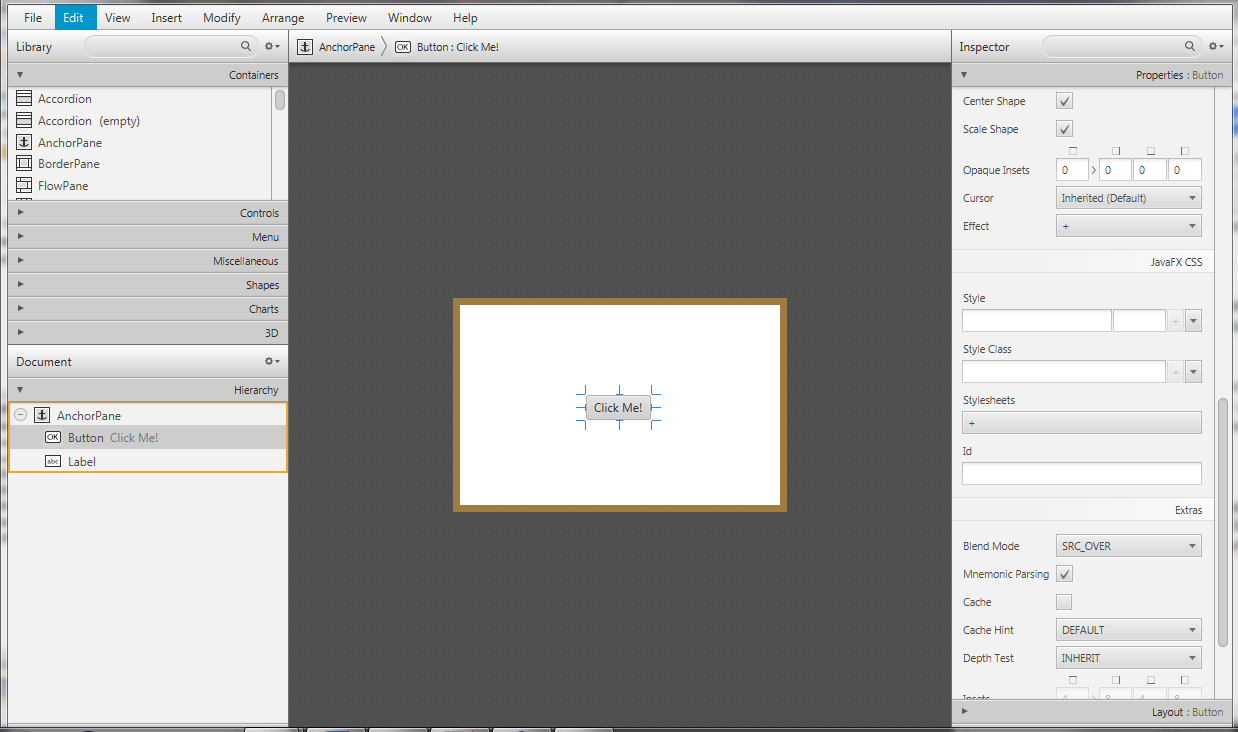 File Edit View Insert Modify Arrange Preview Window Help
Library
AnchorPane
OK Button : Click Me!
Inspector
Containers
Accordion
Accordion (empty)
AnchorPane
BorderPane
FlowPane
Controls
Menu
Miscellaneous
Shapes
Charts
3D
Document
Hierarchy
AnchorPane
OK Button Click Me!
abc Label
Click Me!
Properties : Button
Center Shape
Scale Shape
Opaque Insets 0 0 0 0
Cursor Inherited (Default)
Effect +
JavaFX CSS
Style
+
Style Class
+
Stylesheets
+
Id
Extras
Blend Mode SRC_OVER
Mnemonic Parsing
Cache
Cache Hint DEFAULT
Depth Test INHERIT
Insets
Layout : Button